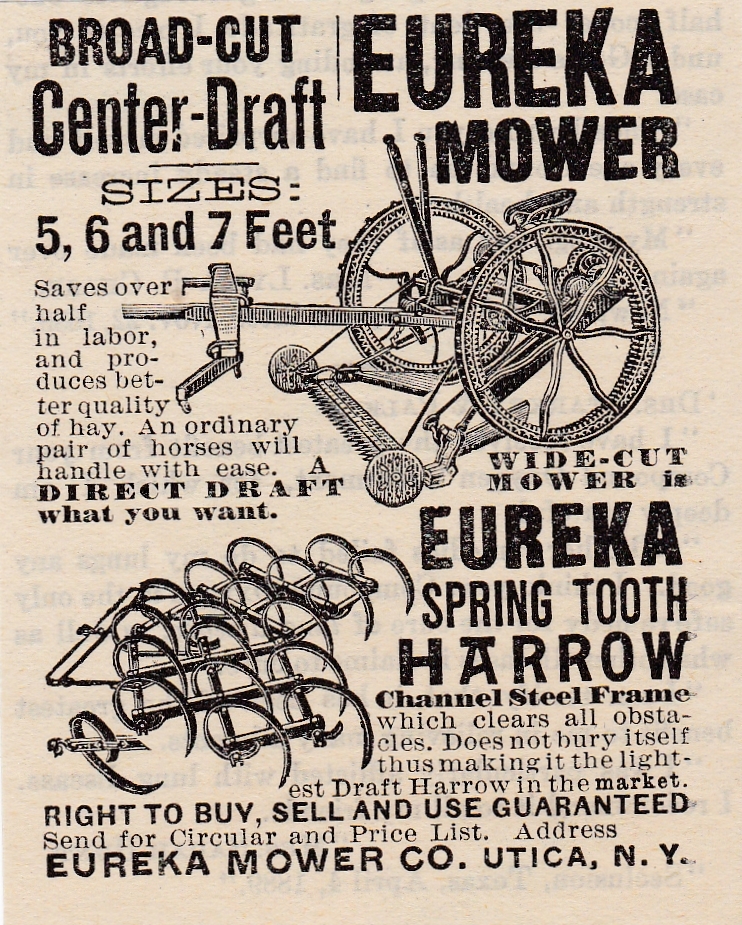 BROAD-CUT
Center-Draft
SIZES:
5, 6 and 7 Feet
EUREKA
MOWER
Saves over
half
in labor,
and pro-
duces bet-
ter quality
of hay. An ordinary
pair of horses will
handle with ease. A
DIRECT DRAFT
what you want.
WIDE-CUT
MOWER is
EUREKA
SPRING TOOTH
HARROW
Channel Steel Frame
which clears all obsta-
cles. Does not bury itself
thus making it the light-
est Draft Harrow in the market.
RIGHT TO BUY, SELL AND USE GUARANTEED
Send for Circular and Price List. Address
EUREKA MOWER CO. UTICA, N. Y.